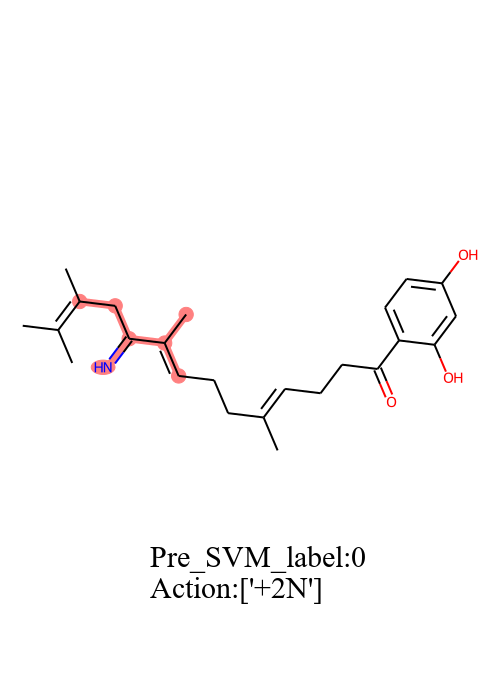 OH
HN
OH
O
Pre_SVM_label:0
Action:['+2N']